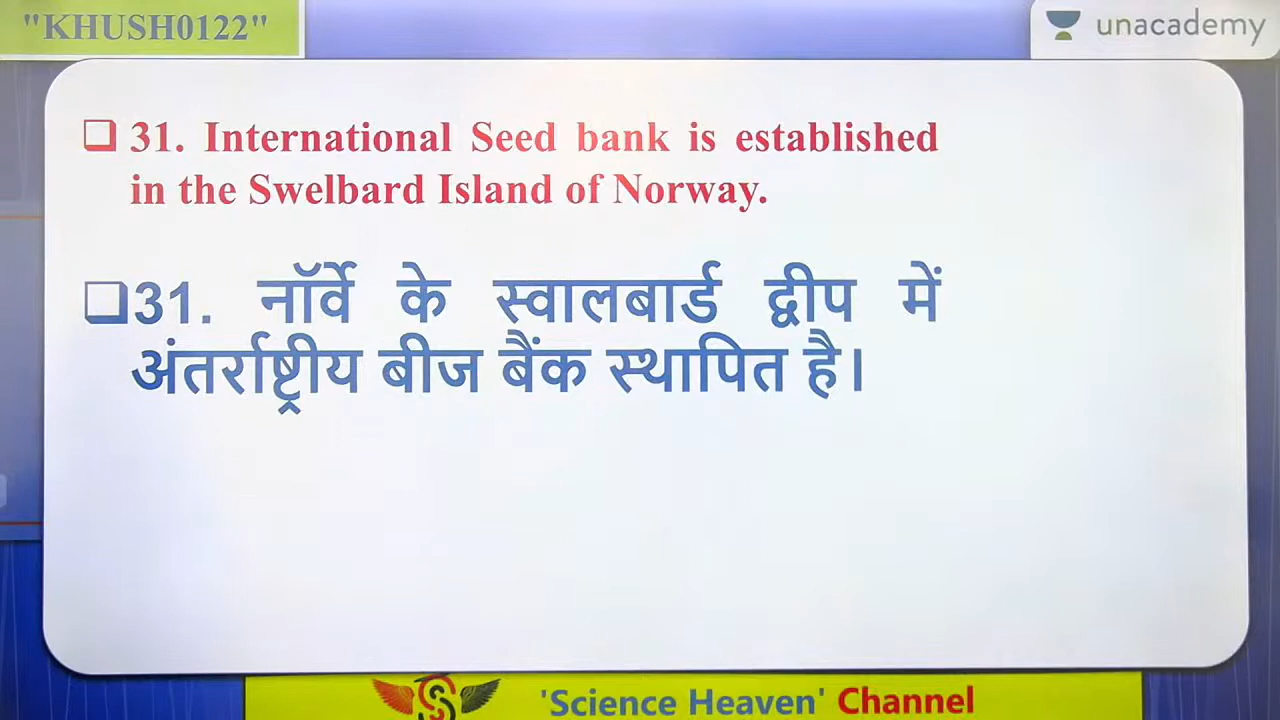 "KHUSH0122"
unacademy
31. International Seed bank is established
in the Swelbard Island of Norway.
31. नॉर्वे के स्वालबार्ड द्वीप में
अंतर्राष्ट्रीय बीज बैंक स्थापित है।
'Science Heaven' Channel